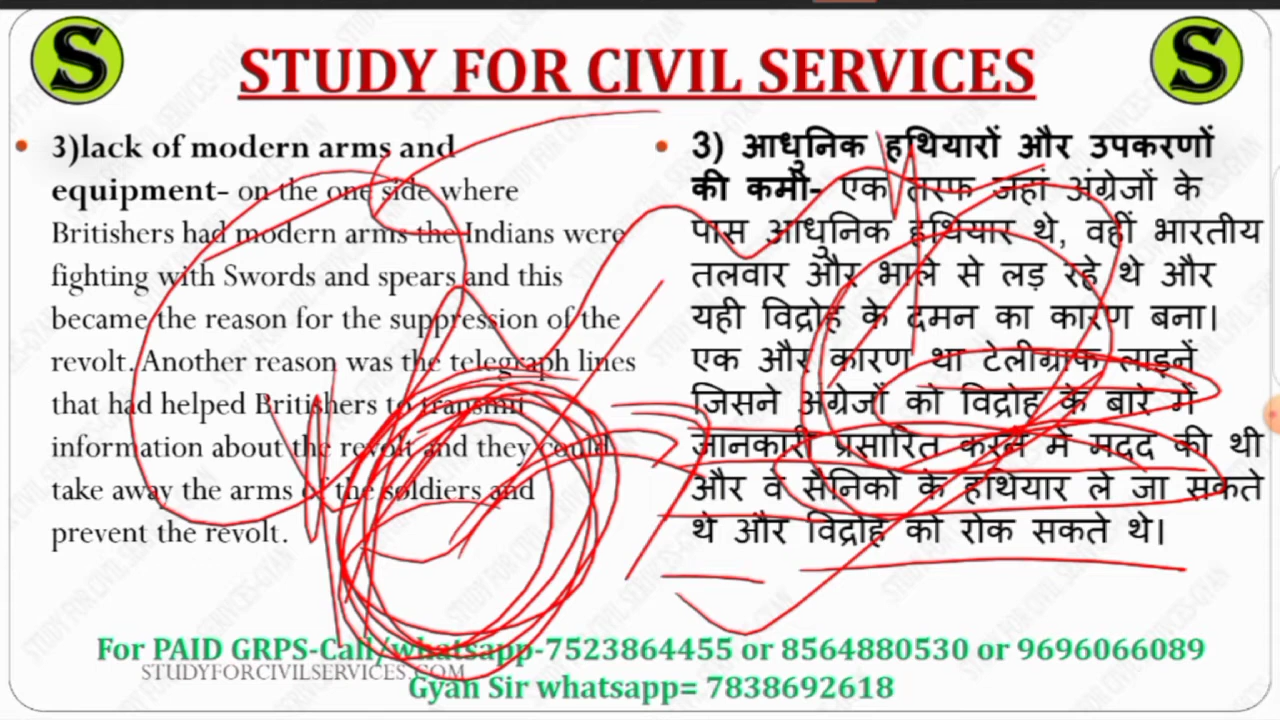 S
STUDY FOR CIVIL SERVICES
S
3)lack of modern arms and
equipment- on the one side where
Britishers had modern arms the Indians were
fighting with Swords and spears and this
became the reason for the suppression of the
revolt. Another reason was the telegraph lines
that had helped Britishers to transmit
information about the revolt and they could
take away the arms of the soldiers and
prevent the revolt.
3) आधुनिक हथियारों और उपकरणों
की कमी- एक तरफ जहां अंग्रेजों के
पास आधुनिक हथियार थे, वहीं भारतीय
तलवार और भाले से लड़ रहे थे और
यही विद्रोह के दमन का कारण बना।
एक और कारण था टेलीग्राफ लाइनें
जिसने अंग्रेजों को विद्रोह के बारे में
जानकारी प्रसारित करने में मदद की थी
और वे सैनिकों के हथियार ले जा सकते
थे और विद्रोह को रोक सकते थे।
For PAID GRPS-Call/whatsapp-7523864455 or 8564880530 or 9696066089
STUDYFORCIVILSERVICES.COM
Gyan Sir whatsapp= 7838692618